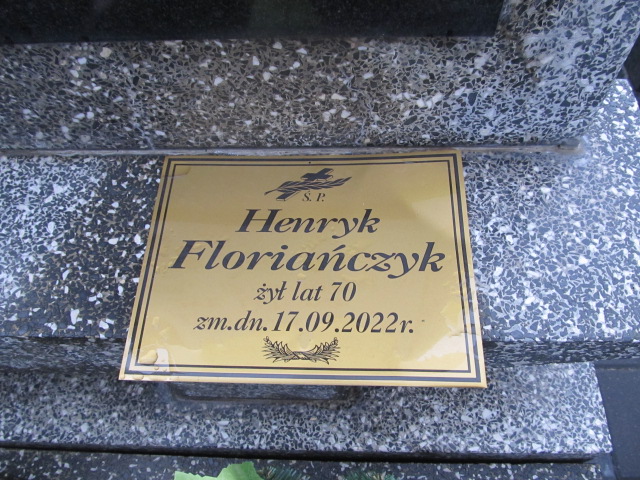 Ś. P.
Henryk
Floriańczyk
żył lat 70
zm.dn.17.09.2022r.